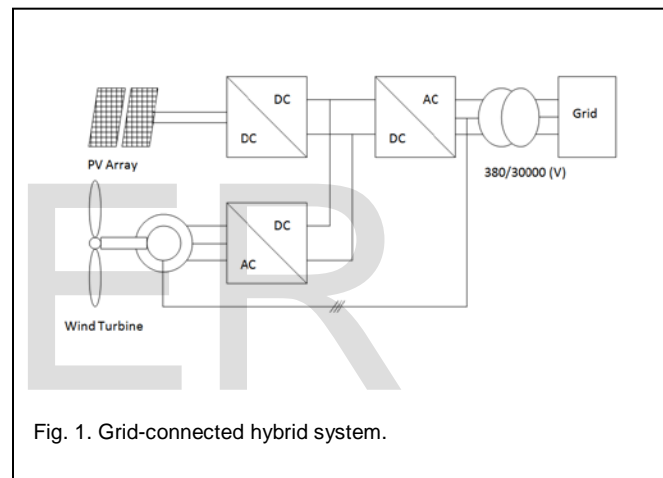 DC
DC
PV Array
AC
DC
380/30000 (V)
Grid
DC
AC
Wind Turbine
ER
Fig. 1. Grid-connected hybrid system.